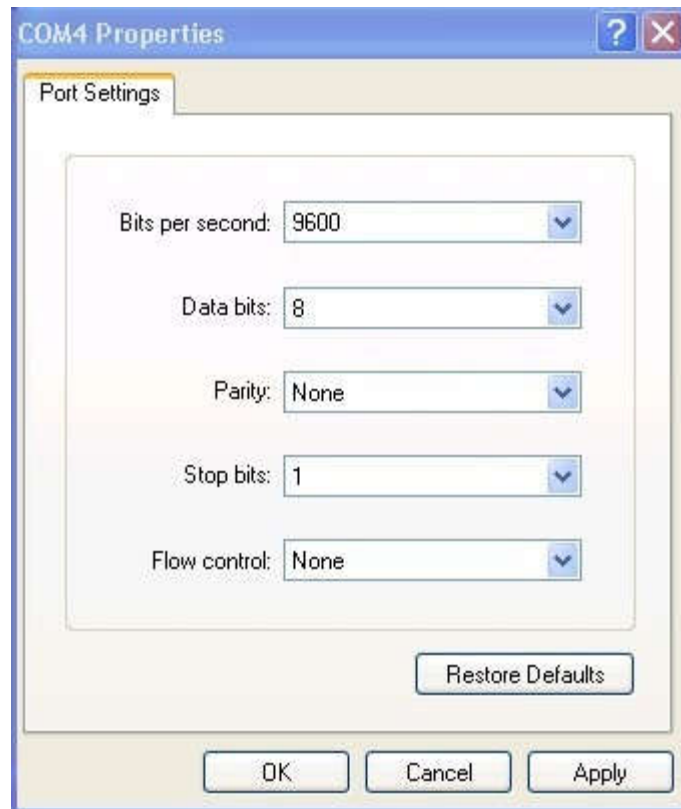 COM4 Properties
Port Settings
Bits per second: 9600
Data bits: 8
Parity: None
Stop bits: 1
Flow control: None
Restore Defaults
OK Cancel Apply